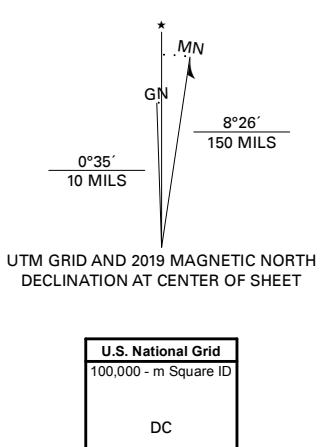 ★
MN
GN
8°26´
150 MILS
0°35´
10 MILS
UTM GRID AND 2019 MAGNETIC NORTH
DECLINATION AT CENTER OF SHEET
U.S. National Grid
100,000 - m Square ID
DC